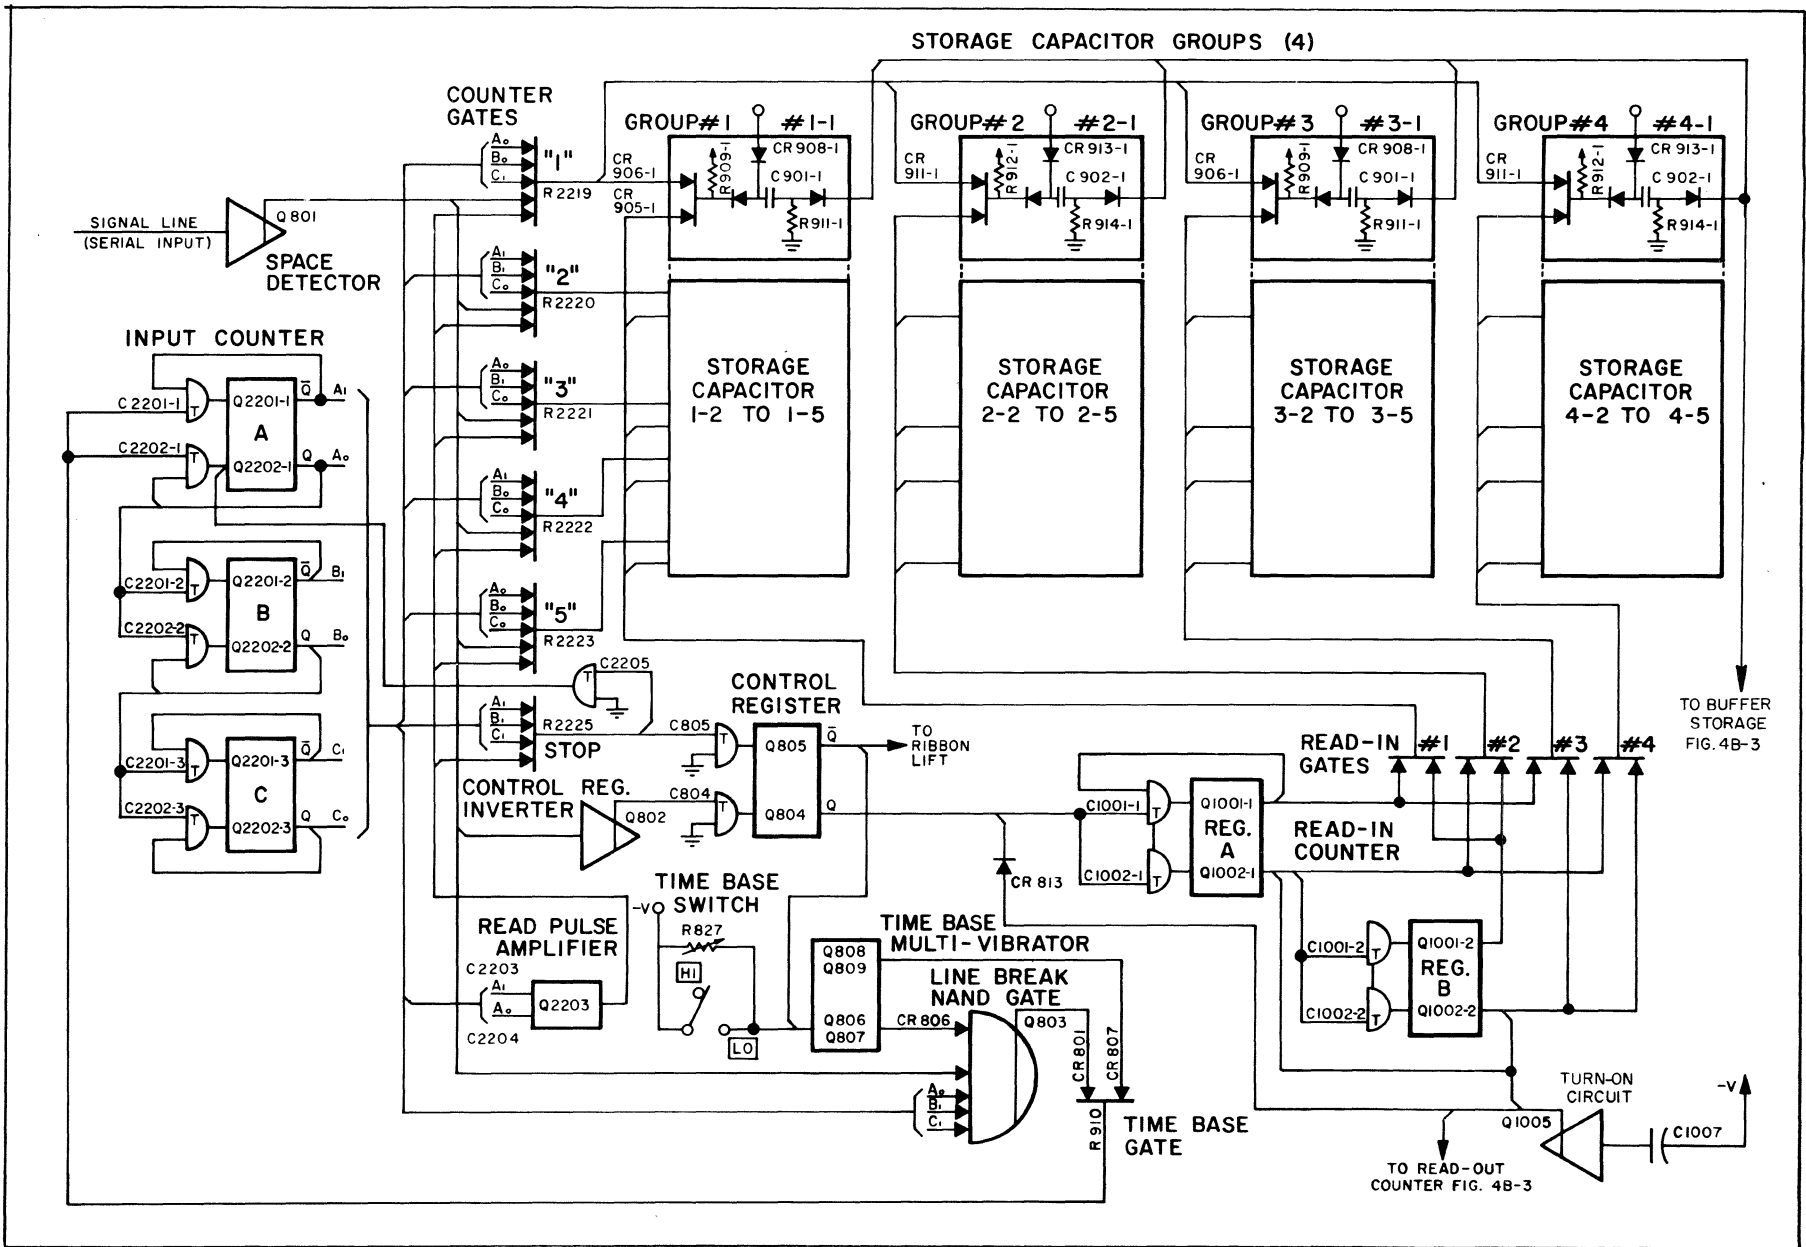 STORAGE CAPACITOR GROUPS (4)
COUNTER
GATES
A0
B0
C1
"1"
R2219
GROUP#1
#1-1
CR
906-1
CR
905-1
R909-1
CR 908-1
C901-1
R911-1
GROUP#2
#2-1
CR
911-1
R912-1
CR913-1
C 902-1
R914-1
GROUP#3
#3-1
CR
906-1
R909-1
CR 908-1
C901-1
R911-1
GROUP#4
#4-1
CR
911-1
R912-1
CR913-1
C 902-1
R914-1
SIGNAL LINE
(SERIAL INPUT)
Q801
SPACE
DETECTOR
A1
B1
C0
"2"
R2220
A0
B1
C0
"3"
R2221
A1
B0
C0
"4"
R2222
A0
B0
C0
"5"
R2223
STORAGE
CAPACITOR
1-2 TO 1-5
STORAGE
CAPACITOR
2-2 TO 2-5
STORAGE
CAPACITOR
3-2 TO 3-5
STORAGE
CAPACITOR
4-2 TO 4-5
INPUT COUNTER
C2201-1
T
Q2201-1
A
Q2202-1
Q̄
A1
C2202-1
T
Q
A0
C2201-2
T
Q2201-2
B
Q2202-2
Q̄
B1
C2202-2
T
Q
B0
C2201-3
T
Q2201-3
C
Q2202-3
Q̄
C1
C2202-3
T
Q
C0
C2205
T
A1
B1
C1
R2225
STOP
CONTROL
REGISTER
C805
T
Q805
Q̄
TO
RIBBON
LIFT
CONTROL REG.
INVERTER
Q802
C804
T
Q804
Q
TO BUFFER
STORAGE
FIG. 4B-3
READ-IN
GATES
#1
#2
#3
#4
C1001-1
T
Q1001-1
REG.
A
Q1002-1
C1002-1
T
READ-IN
COUNTER
CR 813
C1001-2
T
Q1001-2
REG.
B
Q1002-2
C1002-2
T
TIME BASE
SWITCH
-V
R827
HI
LO
READ PULSE
AMPLIFIER
C2203
A1
A0
Q2203
C2204
TIME BASE
MULTI-VIBRATOR
Q808
Q809
Q806
Q807
CR806
LINE BREAK
NAND GATE
Q803
A0
B1
C1
CR801
CR807
R910
TIME BASE
GATE
TURN-ON
CIRCUIT
Q1005
C1007
-V
TO READ-OUT
COUNTER FIG. 4B-3